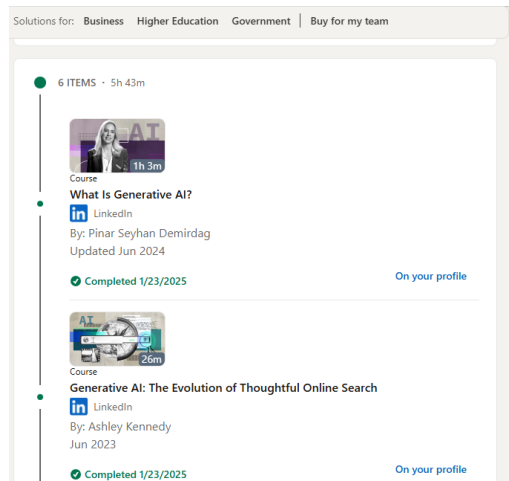 Solutions for: Business Higher Education Government Buy for my team
6 ITEMS · 5h 43m
AI
1h 3m
Course
What Is Generative AI?
in LinkedIn
By: Pinar Seyhan Demirdag
Updated Jun 2024
Completed 1/23/2025 On your profile
AI
26m
Course
Generative AI: The Evolution of Thoughtful Online Search
in LinkedIn
By: Ashley Kennedy
Jun 2023
Completed 1/23/2025 On your profile